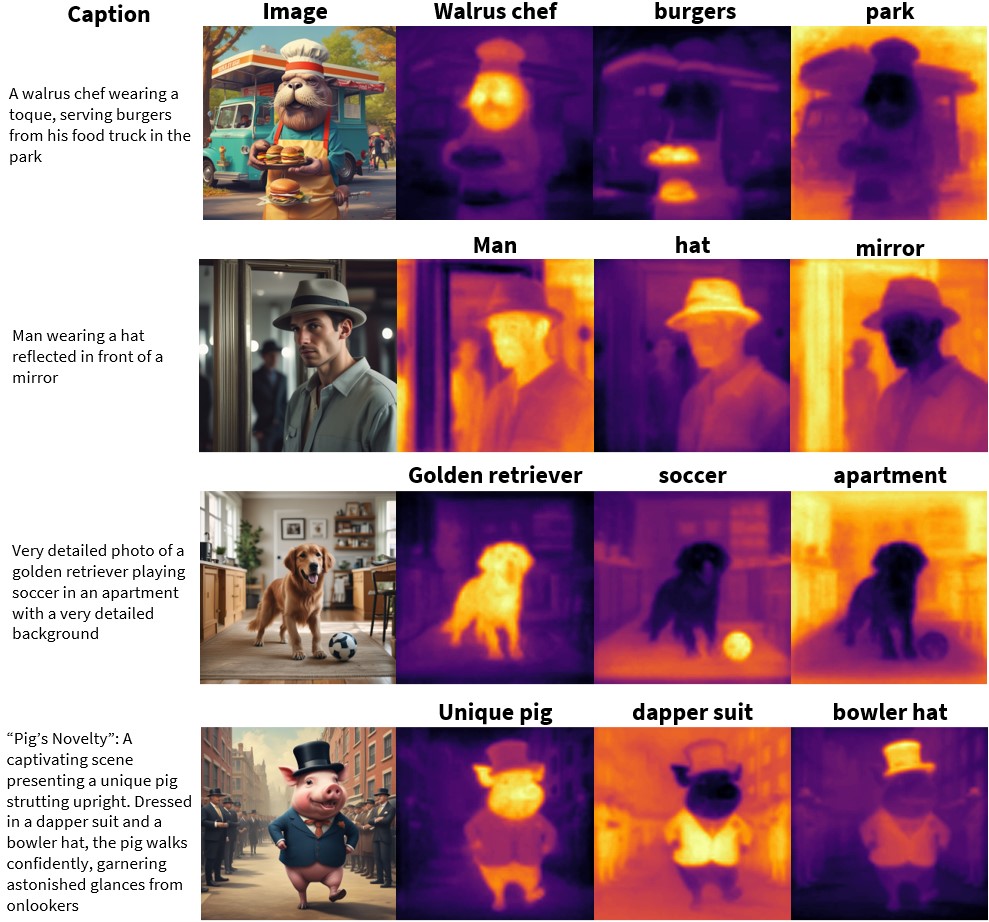 Caption
Image
Walrus chef
burgers
park
A walrus chef wearing a
toque, serving burgers
from his food truck in the
park
Man
hat
mirror
Man wearing a hat
reflected in front of a
mirror
Golden retriever
soccer
apartment
Very detailed photo of a
golden retriever playing
soccer in an apartment
with a very detailed
background
Unique pig
dapper suit
bowler hat
“Pig’s Novelty”: A
captivating scene
presenting a unique pig
strutting upright. Dressed
in a dapper suit and a
bowler hat, the pig walks
confidently, garnering
astonished glances from
onlookers